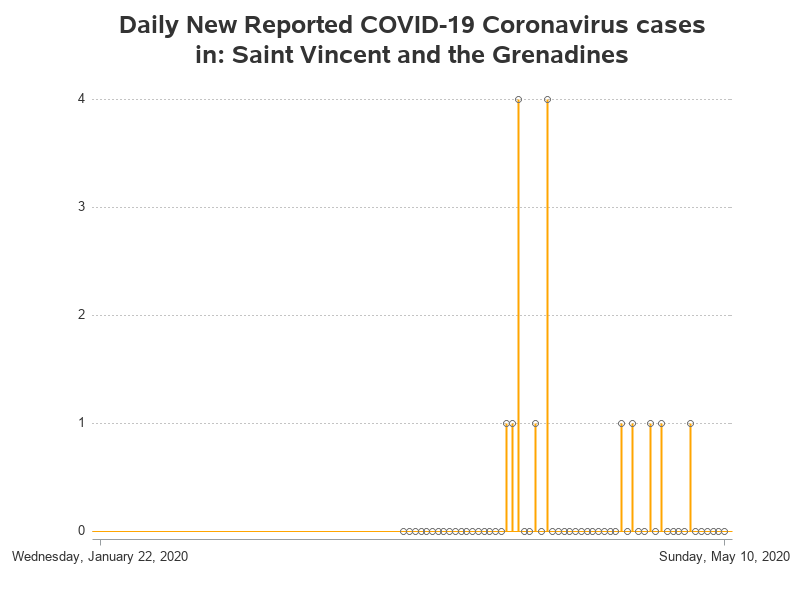 Daily New Reported COVID-19 Coronavirus cases
in: Saint Vincent and the Grenadines
4
3
2
1
0
Wednesday, January 22, 2020 Sunday, May 10, 2020